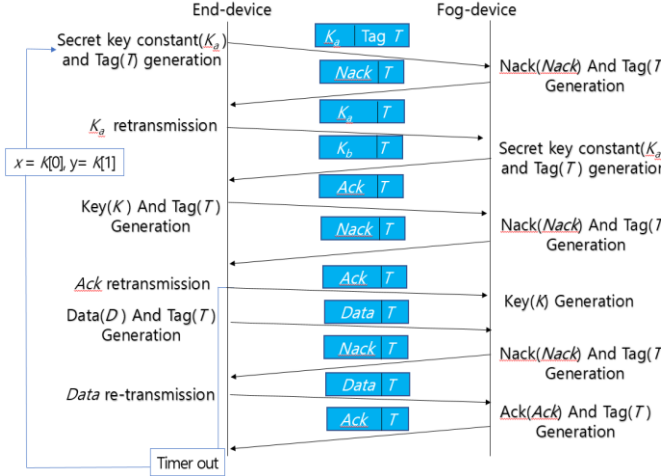 End-device
Fog-device
Secret key constant(Ka)
and Tag(T) generation
Ka Tag T
Nack T
Nack(Nack) And Tag(T
Generation
Ka T
Ka retransmission
Kb T
x = K[0], y= K[1]
Secret key constant(Ka
and Tag(T) generation
Ack T
Key(K) And Tag(T)
Generation
Nack T
Nack(Nack) And Tag(T
Generation
Ack T
Ack retransmission
Key(K) Generation
Data T
Data(D) And Tag(T)
Generation
Nack T
Nack(Nack) And Tag(T
Generation
Data T
Data re-transmission
Ack T
Ack(Ack) And Tag(T)
Generation
Timer out